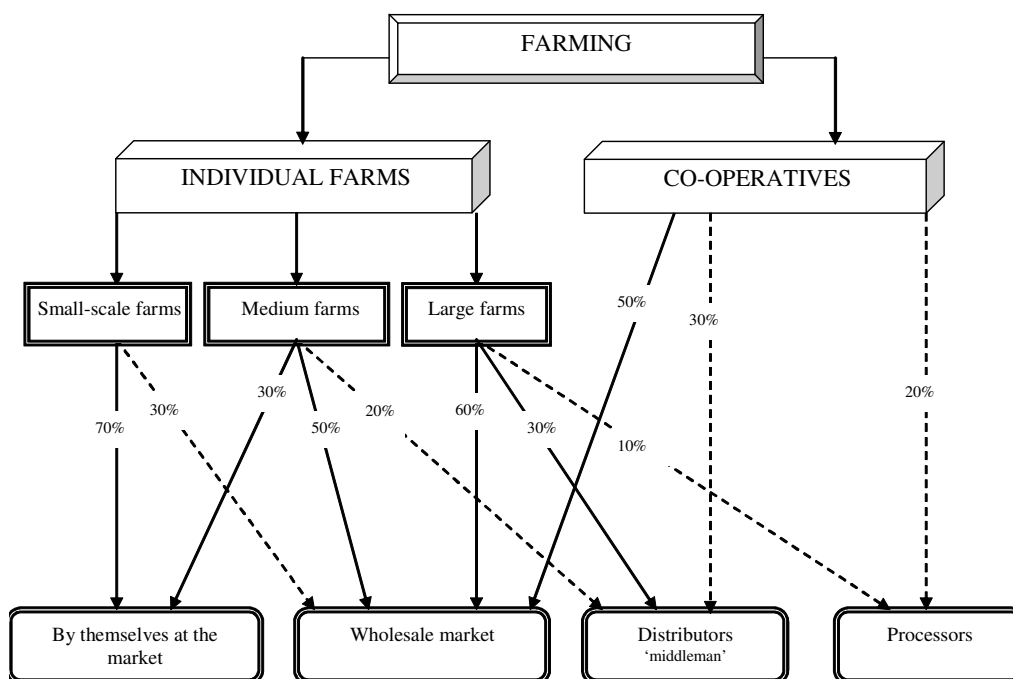 FARMING
INDIVIDUAL FARMS
CO-OPERATIVES
Small-scale farms
Medium farms
Large farms
50%
30%
30%
30%
20%
60%
20%
70%
50%
30%
10%
By themselves at the
market
Wholesale market
Distributors
‘middleman’
Processors